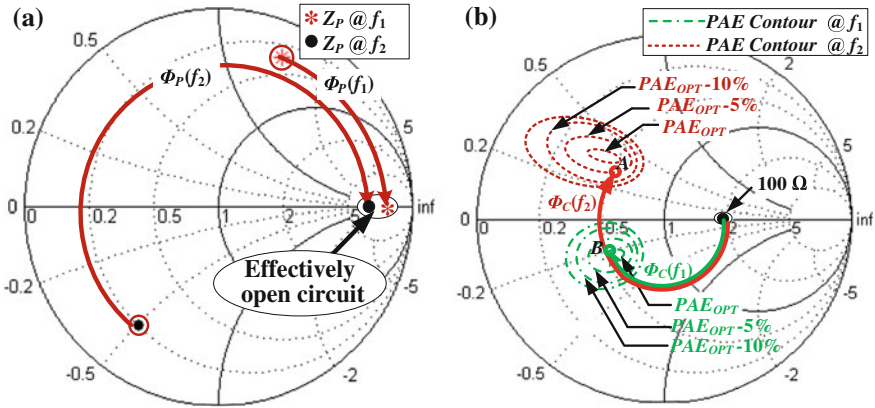 (a)
* Z_P @ f_1
● Z_P @ f_2
Φ_P(f_2)
Φ_P(f_1)
0.5
0.2
5
0
0.2
0.5
1
2
5
inf
-0.2
-5
-0.5
-2
Effectively
open circuit
(b)
PAE Contour @ f_1
PAE Contour @ f_2
PAE_OPT-10%
PAE_OPT-5%
PAE_OPT
0.5
2
0.2
5
A
100 Ω
Φ_C(f_2)
0
0.2
0.5
1
2
5
inf
B
Φ_C(f_1)
-0.2
-5
PAE_OPT
PAE_OPT-5%
PAE_OPT-10%
-0.5
-2